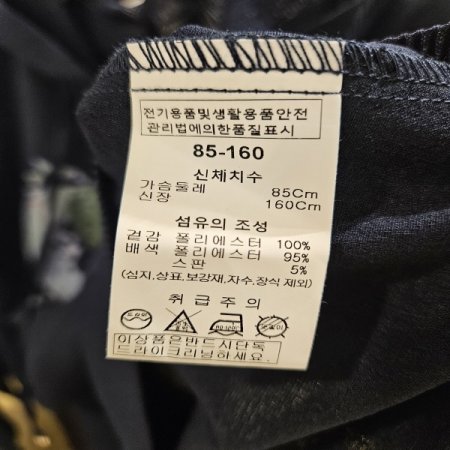 전기용품및생활용품안전
관리법에의한품질표시
85-160
신체치수
가슴둘레 85Cm
신장 160Cm
섬유의 조성
겉감 폴리에스터 100%
배색 폴리에스터 95%
스판 5%
(심지,상표,보강재,자수,장식 제외)
취급주의
드라이
이상품은반드시단독
드라이크리닝하세요